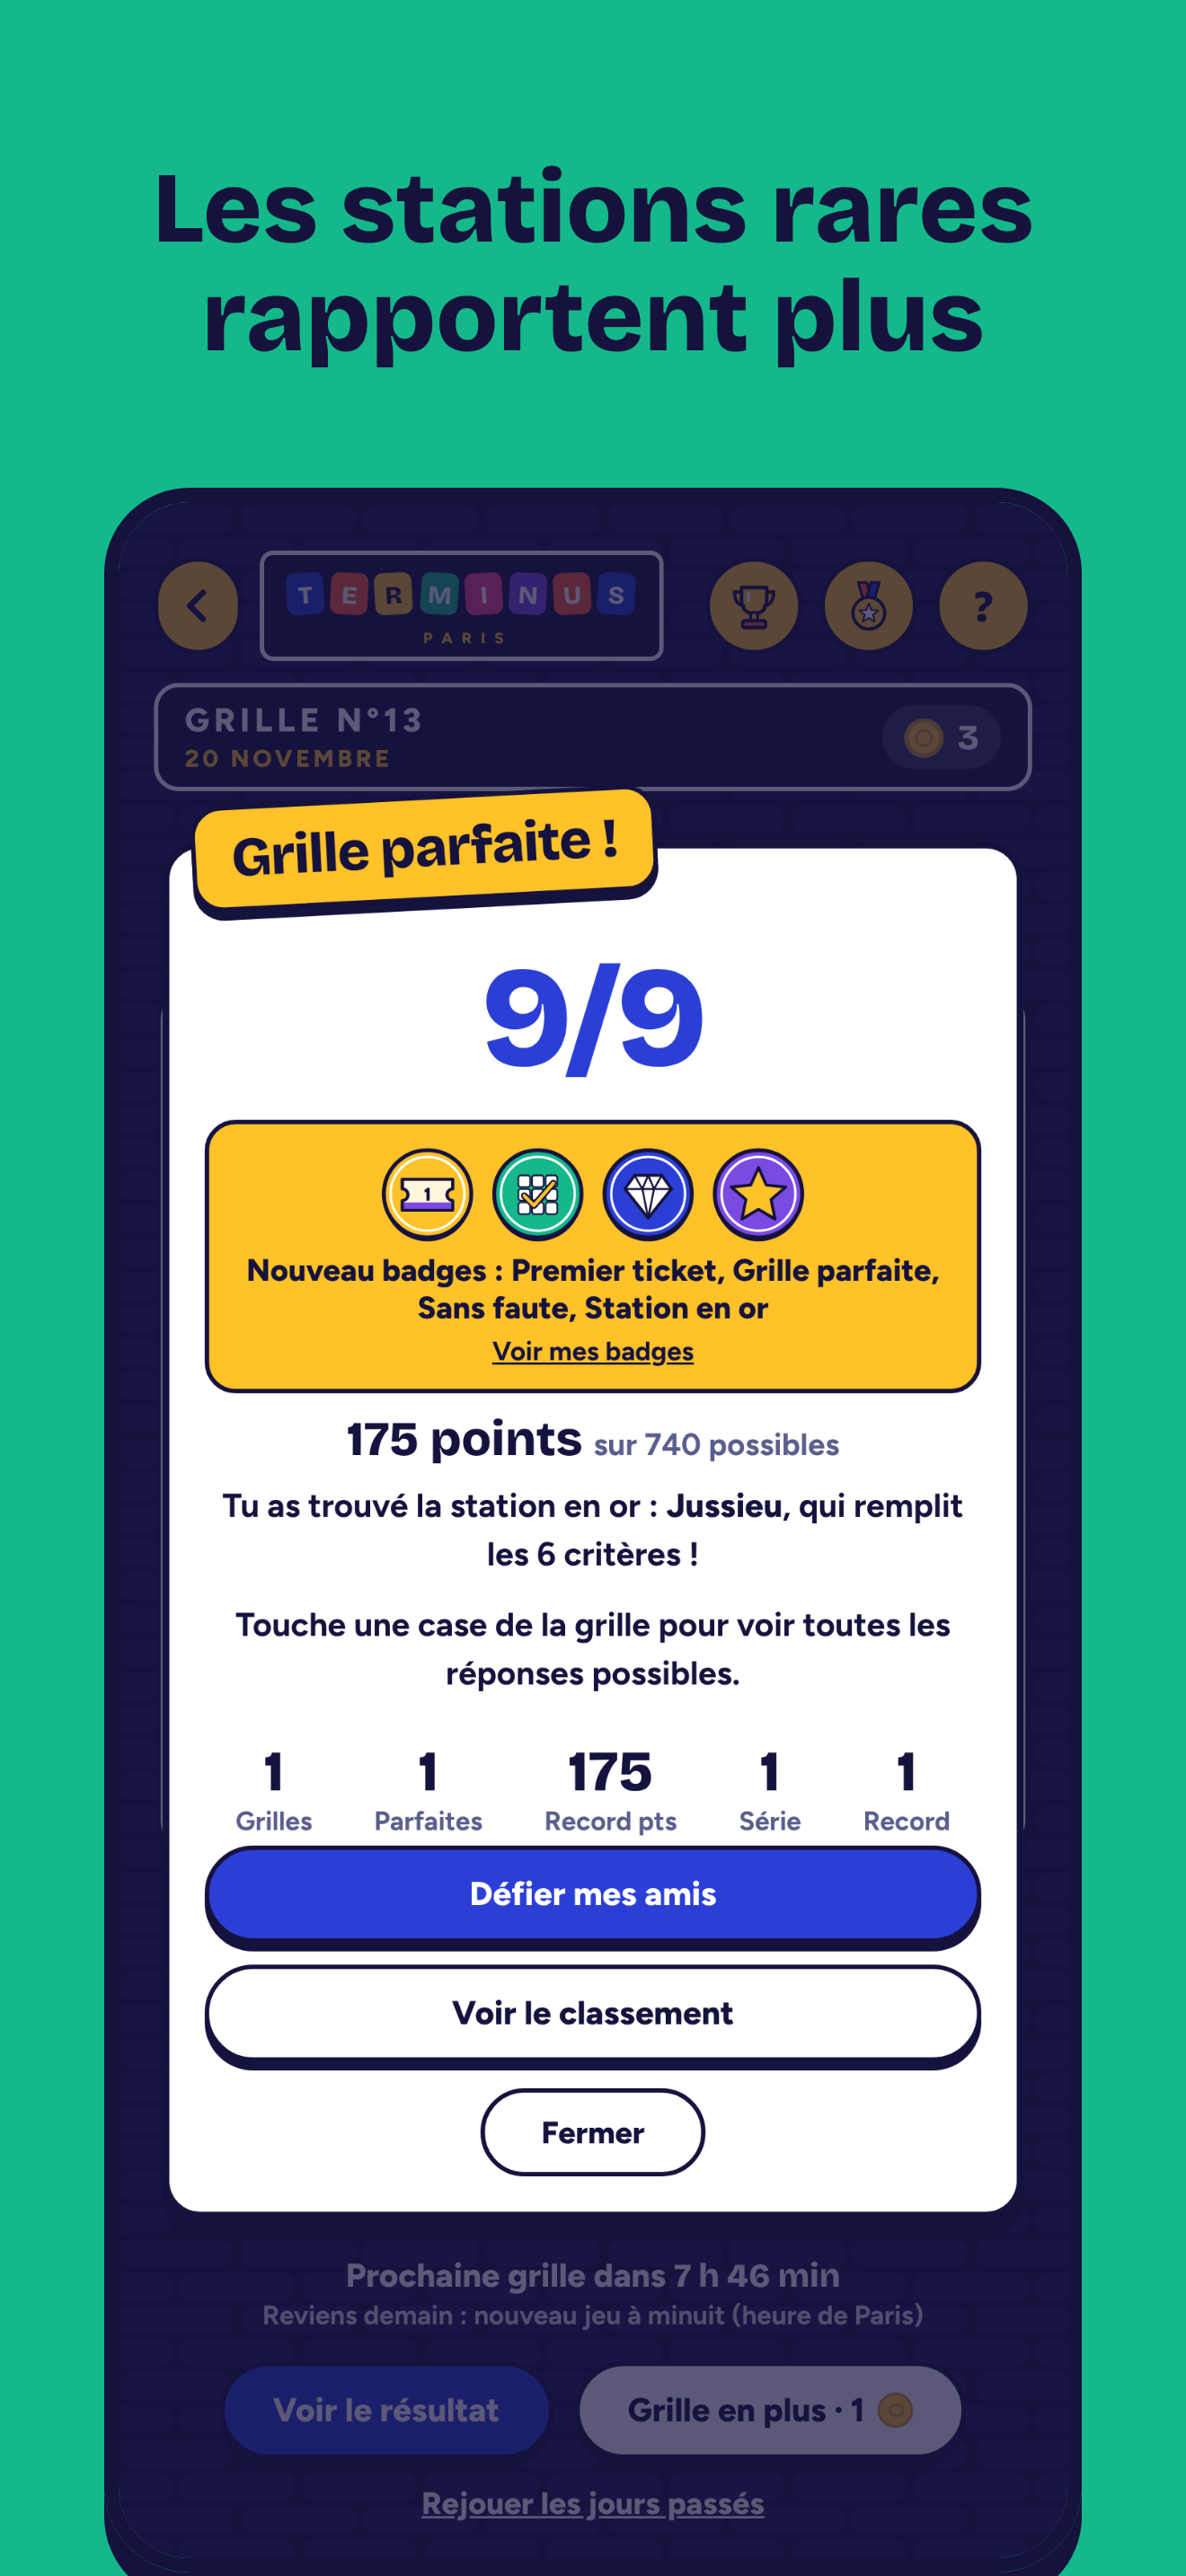 Les stations rares
rapportent plus
TERMINUS
PARIS
?
GRILLE N°13
20 NOVEMBRE
3
Grille parfaite !
9/9
1
Nouveau badges : Premier ticket, Grille parfaite,
Sans faute, Station en or
Voir mes badges
175 points sur 740 possibles
Tu as trouvé la station en or : Jussieu, qui remplit
les 6 critères !
Touche une case de la grille pour voir toutes les
réponses possibles.
1 1 175 1 1
Grilles Parfaites Record pts Série Record
Défier mes amis
Voir le classement
Fermer
Prochaine grille dans 7 h 46 min
Reviens demain : nouveau jeu à minuit (heure de Paris)
Voir le résultat
Grille en plus · 1
Rejouer les jours passés